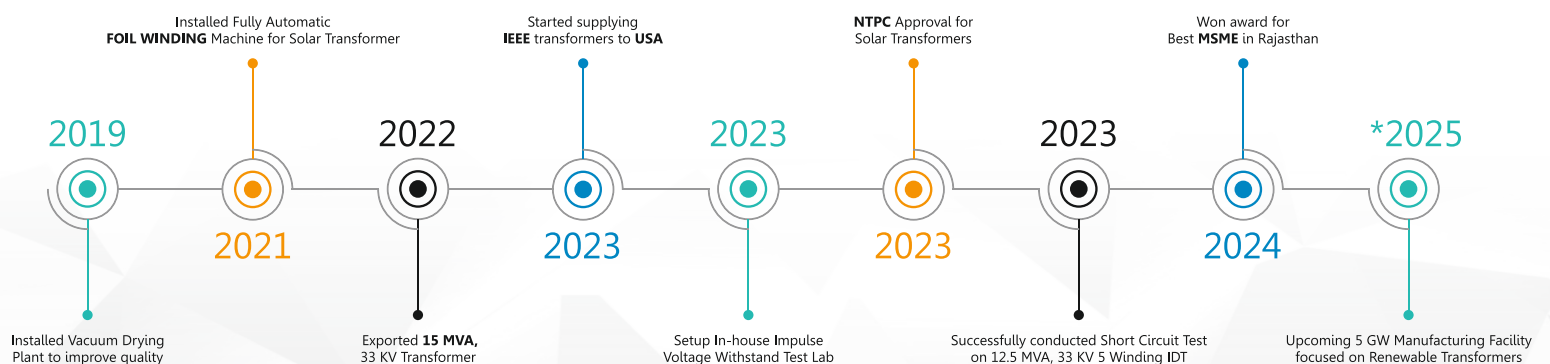 2019
Installed Vacuum Drying
Plant to improve quality
Installed Fully Automatic
FOIL WINDING Machine for Solar Transformer
2021
2022
Exported 15 MVA,
33 KV Transformer
Started supplying
IEEE transformers to USA
2023
2023
Setup In-house Impulse
Voltage Withstand Test Lab
NTPC Approval for
Solar Transformers
2023
2023
Successfully conducted Short Circuit Test
on 12.5 MVA, 33 KV 5 Winding IDT
Won award for
Best MSME in Rajasthan
2024
*2025
Upcoming 5 GW Manufacturing Facility
focused on Renewable Transformers